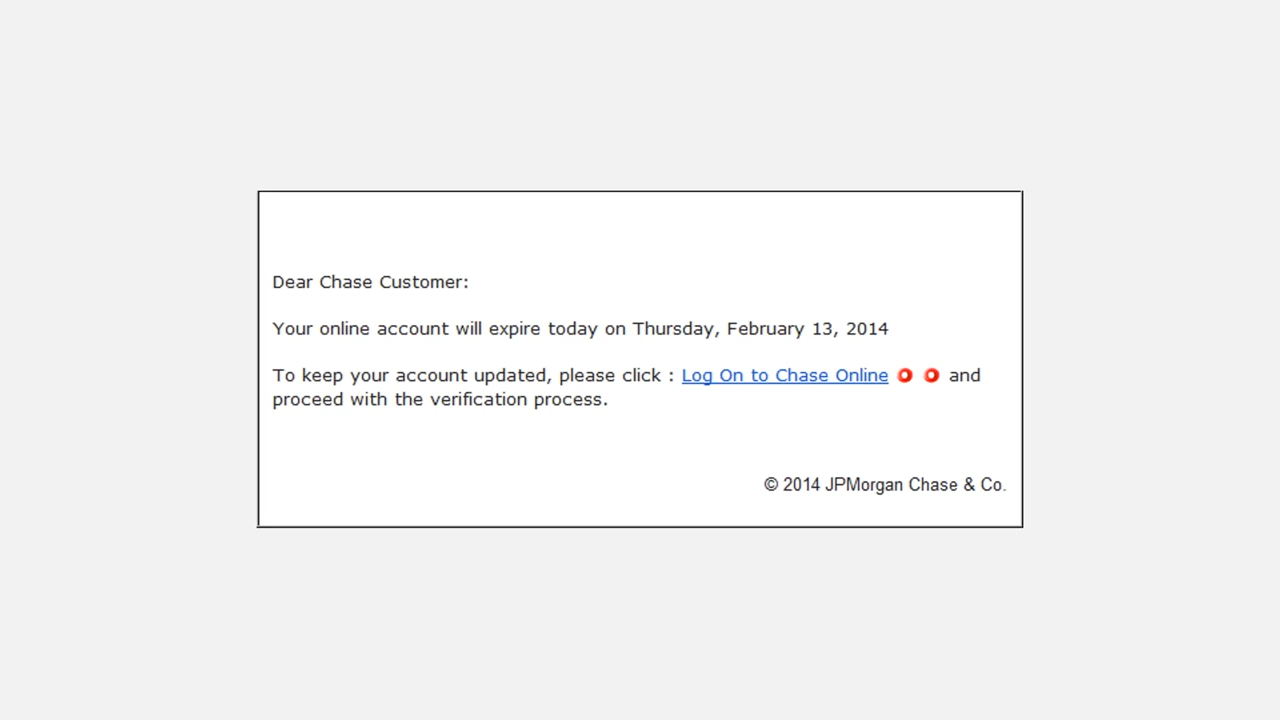 Dear Chase Customer:
Your online account will expire today on Thursday, February 13, 2014
To keep your account updated, please click : Log On to Chase Online and
proceed with the verification process.
© 2014 JPMorgan Chase & Co.